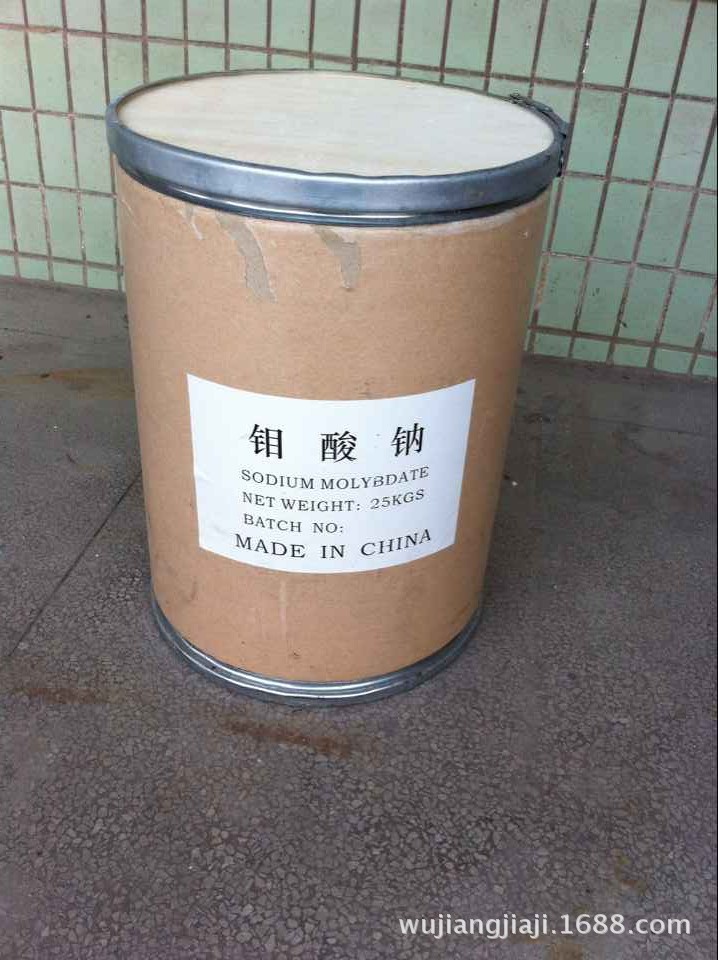 钼 酸 钠
SODIUM MOLYBDATE
NET WEIGHT: 25KGS
BATCH NO:
MADE IN CHINA
wujiangjiaji.1688.com